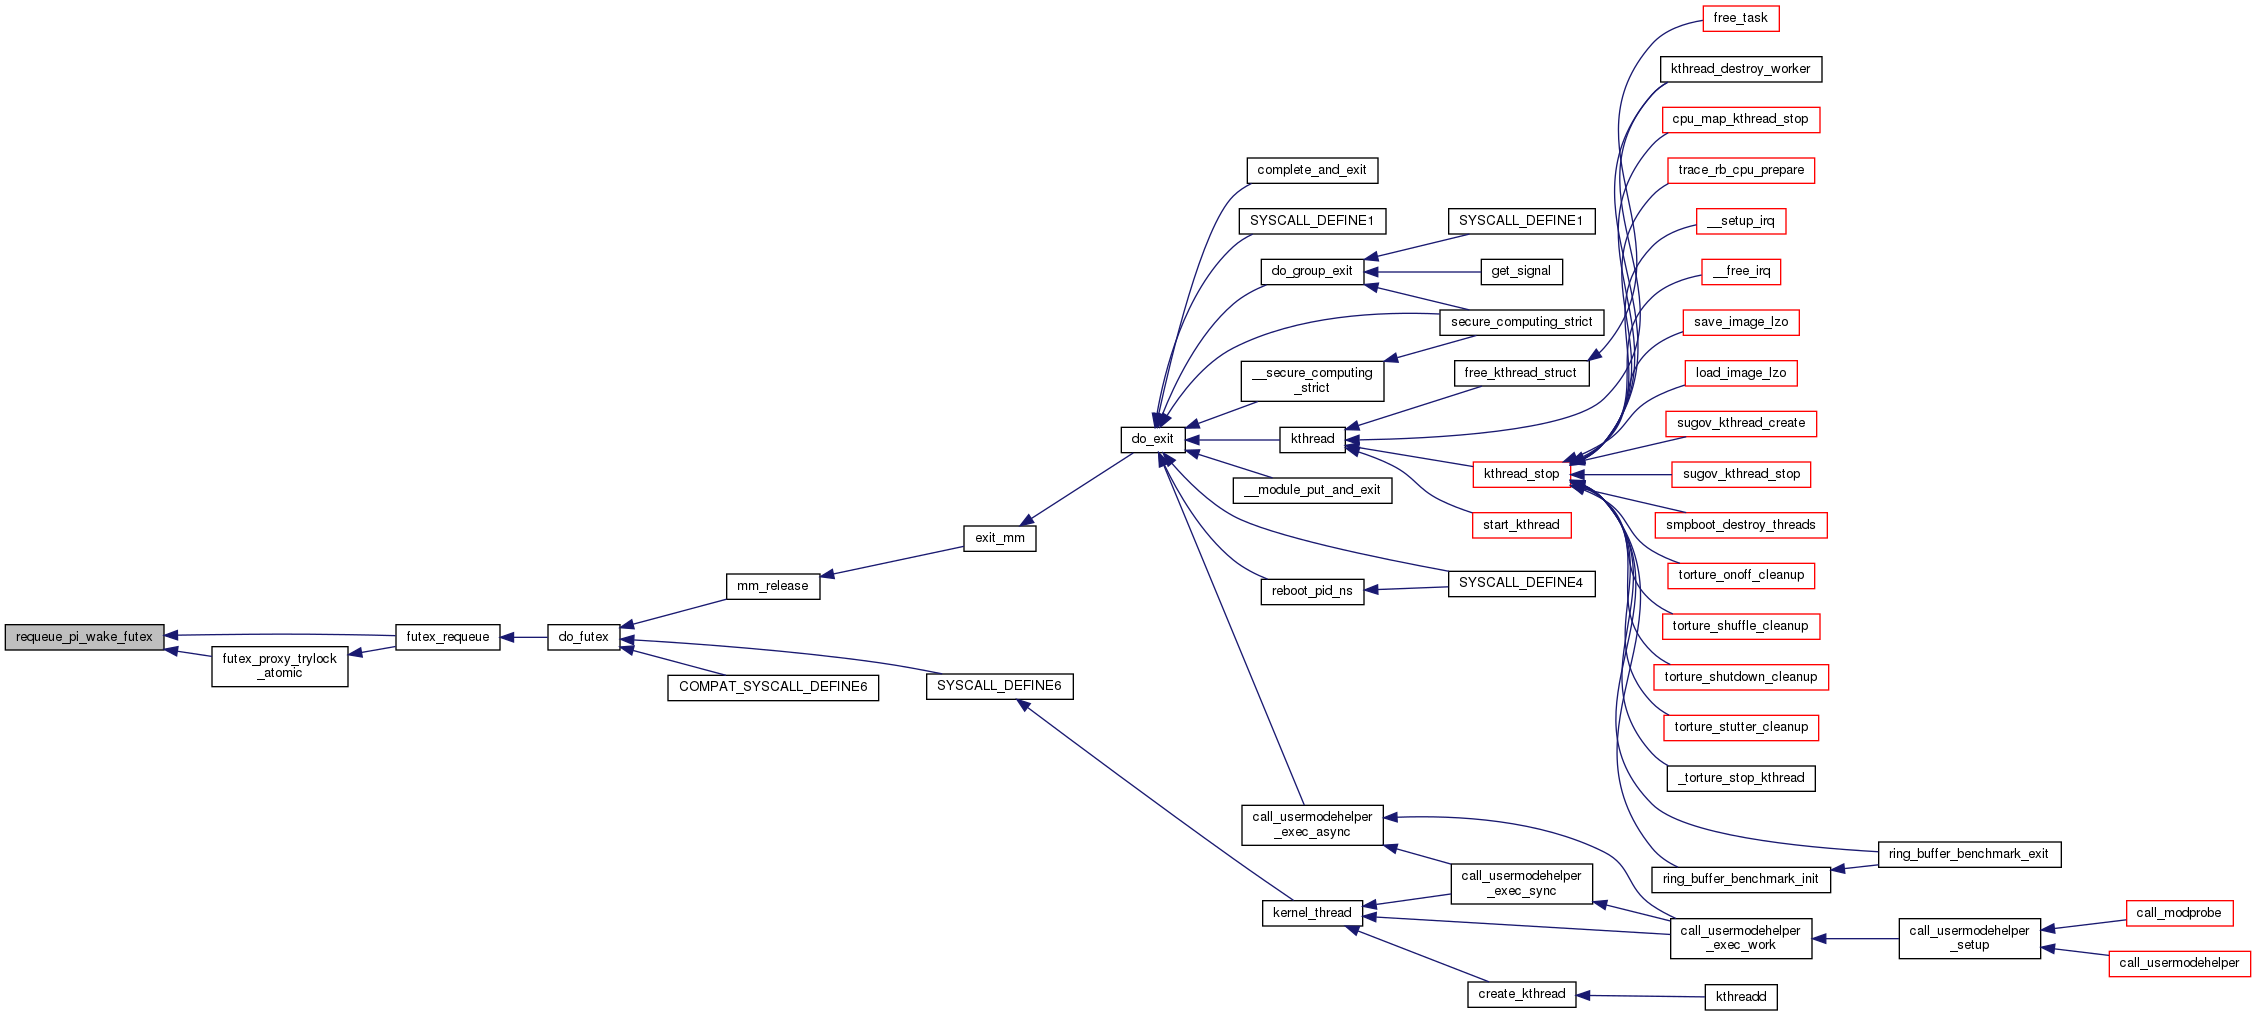 free_task
kthread_destroy_worker
cpu_map_kthread_stop
complete_and_exit
trace_rb_cpu_prepare
SYSCALL_DEFINE1
SYSCALL_DEFINE1
__setup_irq
do_group_exit
get_signal
__free_irq
secure_computing_strict
save_image_lzo
__secure_computing
_strict
free_kthread_struct
load_image_lzo
do_exit
kthread
sugov_kthread_create
kthread_stop
sugov_kthread_stop
__module_put_and_exit
start_kthread
smpboot_destroy_threads
exit_mm
mm_release
reboot_pid_ns
SYSCALL_DEFINE4
torture_onoff_cleanup
requeue_pi_wake_futex
futex_requeue
do_futex
torture_shuffle_cleanup
futex_proxy_trylock
_atomic
COMPAT_SYSCALL_DEFINE6
SYSCALL_DEFINE6
torture_shutdown_cleanup
torture_stutter_cleanup
_torture_stop_kthread
call_usermodehelper
_exec_async
ring_buffer_benchmark_exit
call_usermodehelper
_exec_sync
ring_buffer_benchmark_init
kernel_thread
call_usermodehelper
_exec_work
call_usermodehelper
_setup
call_modprobe
call_usermodehelper
create_kthread
kthreadd